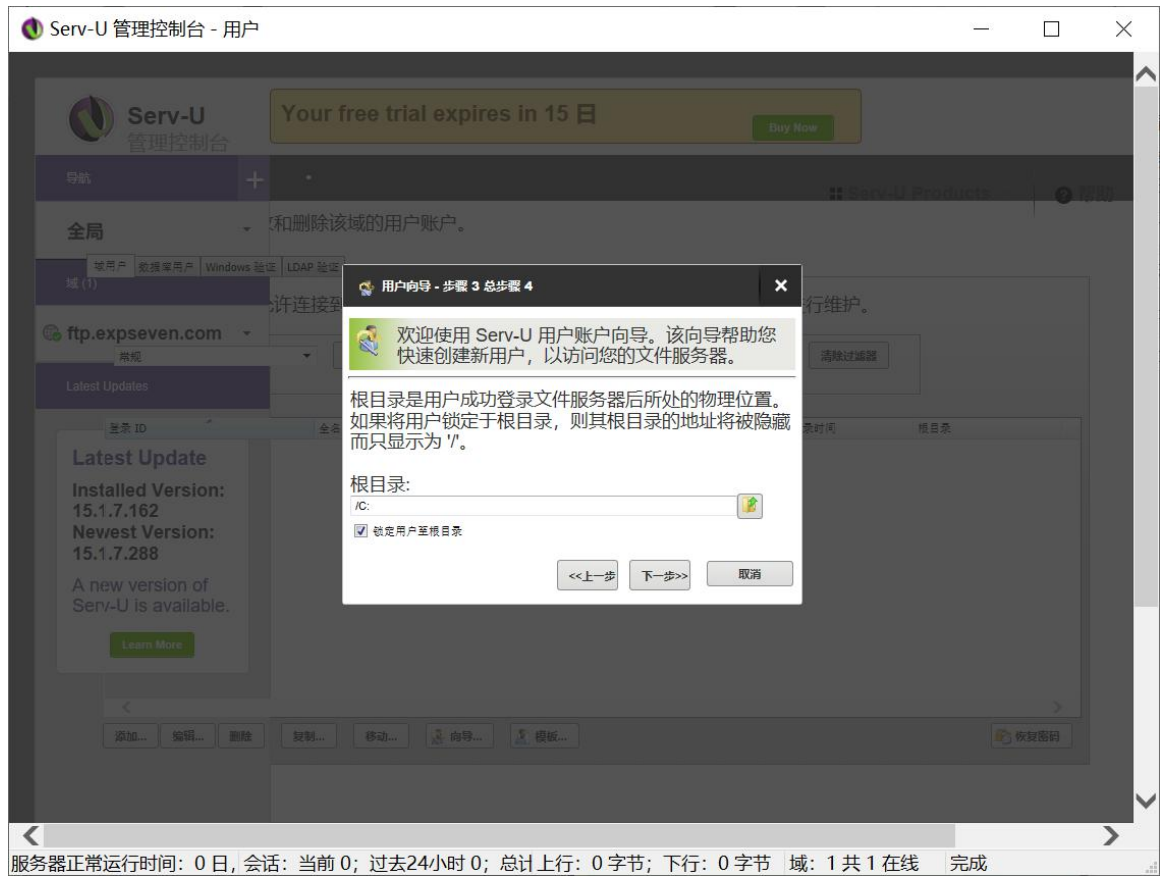 Serv-U 管理控制台 - 用户
Serv-U
管理控制台
Your free trial expires in 15 日
Buy Now
导航
Serv-U Products
帮助
全局
和删除该域的用户账户。
域用户 数据库用户 Windows 验证 LDAP 验证
域 (1)
许连接到
行维护。
ftp.expseven.com
常规
清除过滤器
Latest Updates
登录 ID
全名
录时间
根目录
Latest Update
Installed Version:
15.1.7.162
Newest Version:
15.1.7.288
A new version of
Serv-U is available.
Learn More
用户向导 - 步骤 3 总步骤 4
欢迎使用 Serv-U 用户账户向导。该向导帮助您
快速创建新用户，以访问您的文件服务器。
根目录是用户成功登录文件服务器后所处的物理位置。
如果将用户锁定于根目录，则其根目录的地址将被隐藏
而只显示为 '/'。
根目录:
/C:
锁定用户至根目录
<<上一步 下一步>> 取消
添加... 编辑... 删除 复制... 移动... 向导... 模板... 恢复密码
服务器正常运行时间: 0 日, 会话: 当前 0; 过去24小时 0; 总计上行: 0 字节; 下行: 0 字节 域: 1 共 1 在线 完成